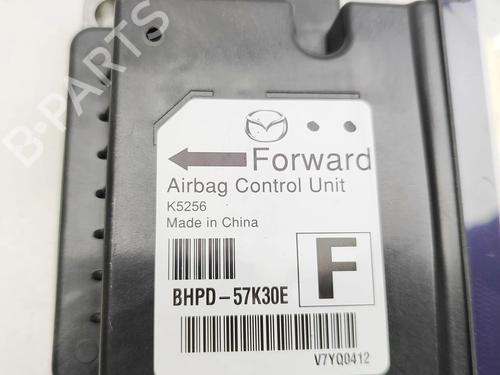 B-PARTS
Forward
Airbag Control Unit
K5256
Made in China
BHPD-57K30E
F
V7YQ0412